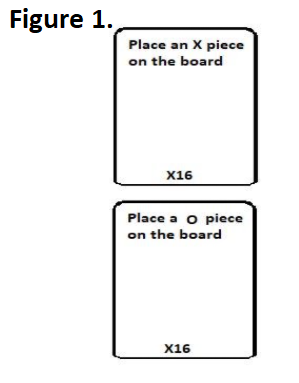 Figure 1.
Place an X piece
on the board
X16
Place a O piece
on the board
X16